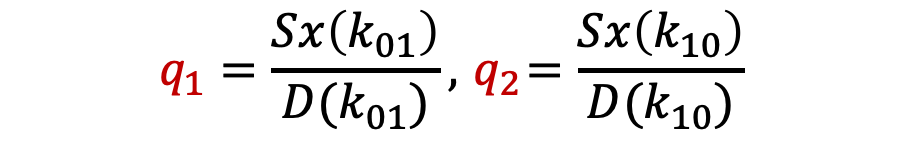 q₁ = Sx(k₀₁) / D(k₀₁), q₂ = Sx(k₁₀) / D(k₁₀)